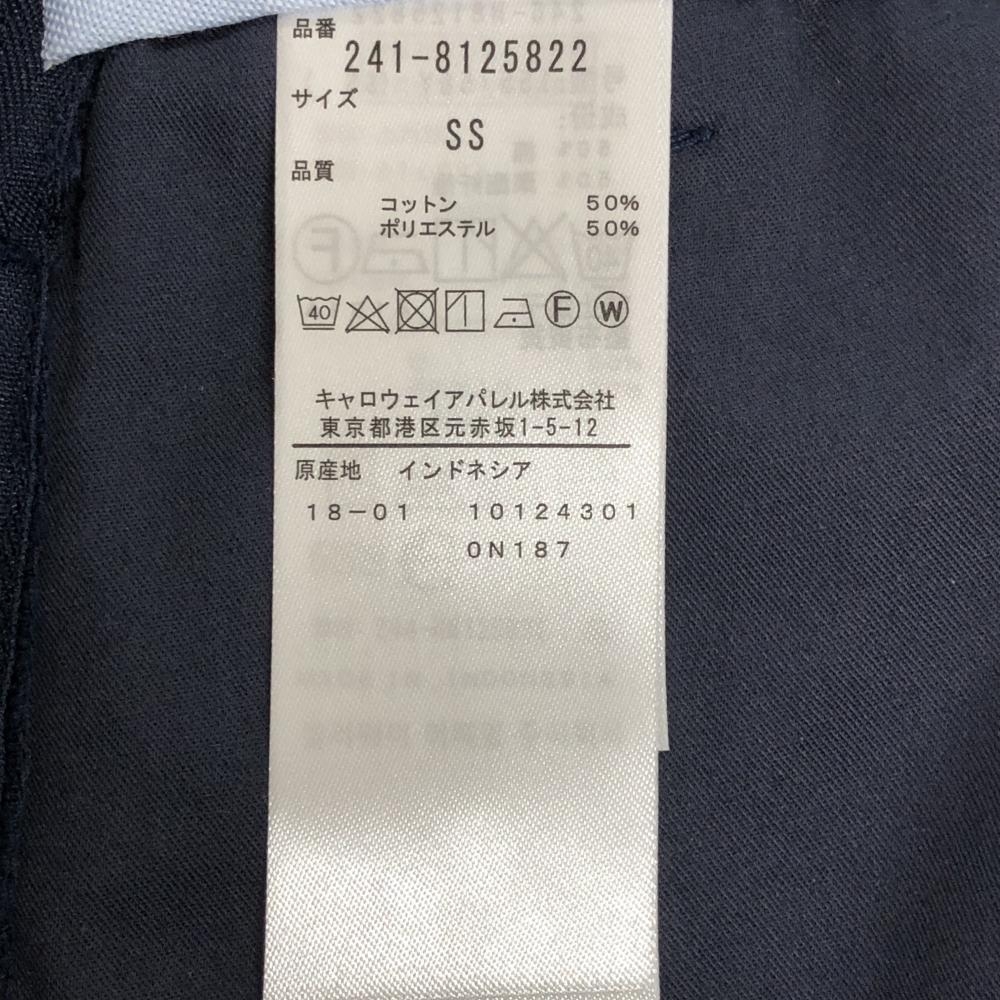 品番
241-8125822
サイズ
SS
品質
コットン 50%
ポリエステル 50%
40 F W
キャロウェイアパレル株式会社
東京都港区元赤坂1-5-12
原産地 インドネシア
18-01 10124301
0N187